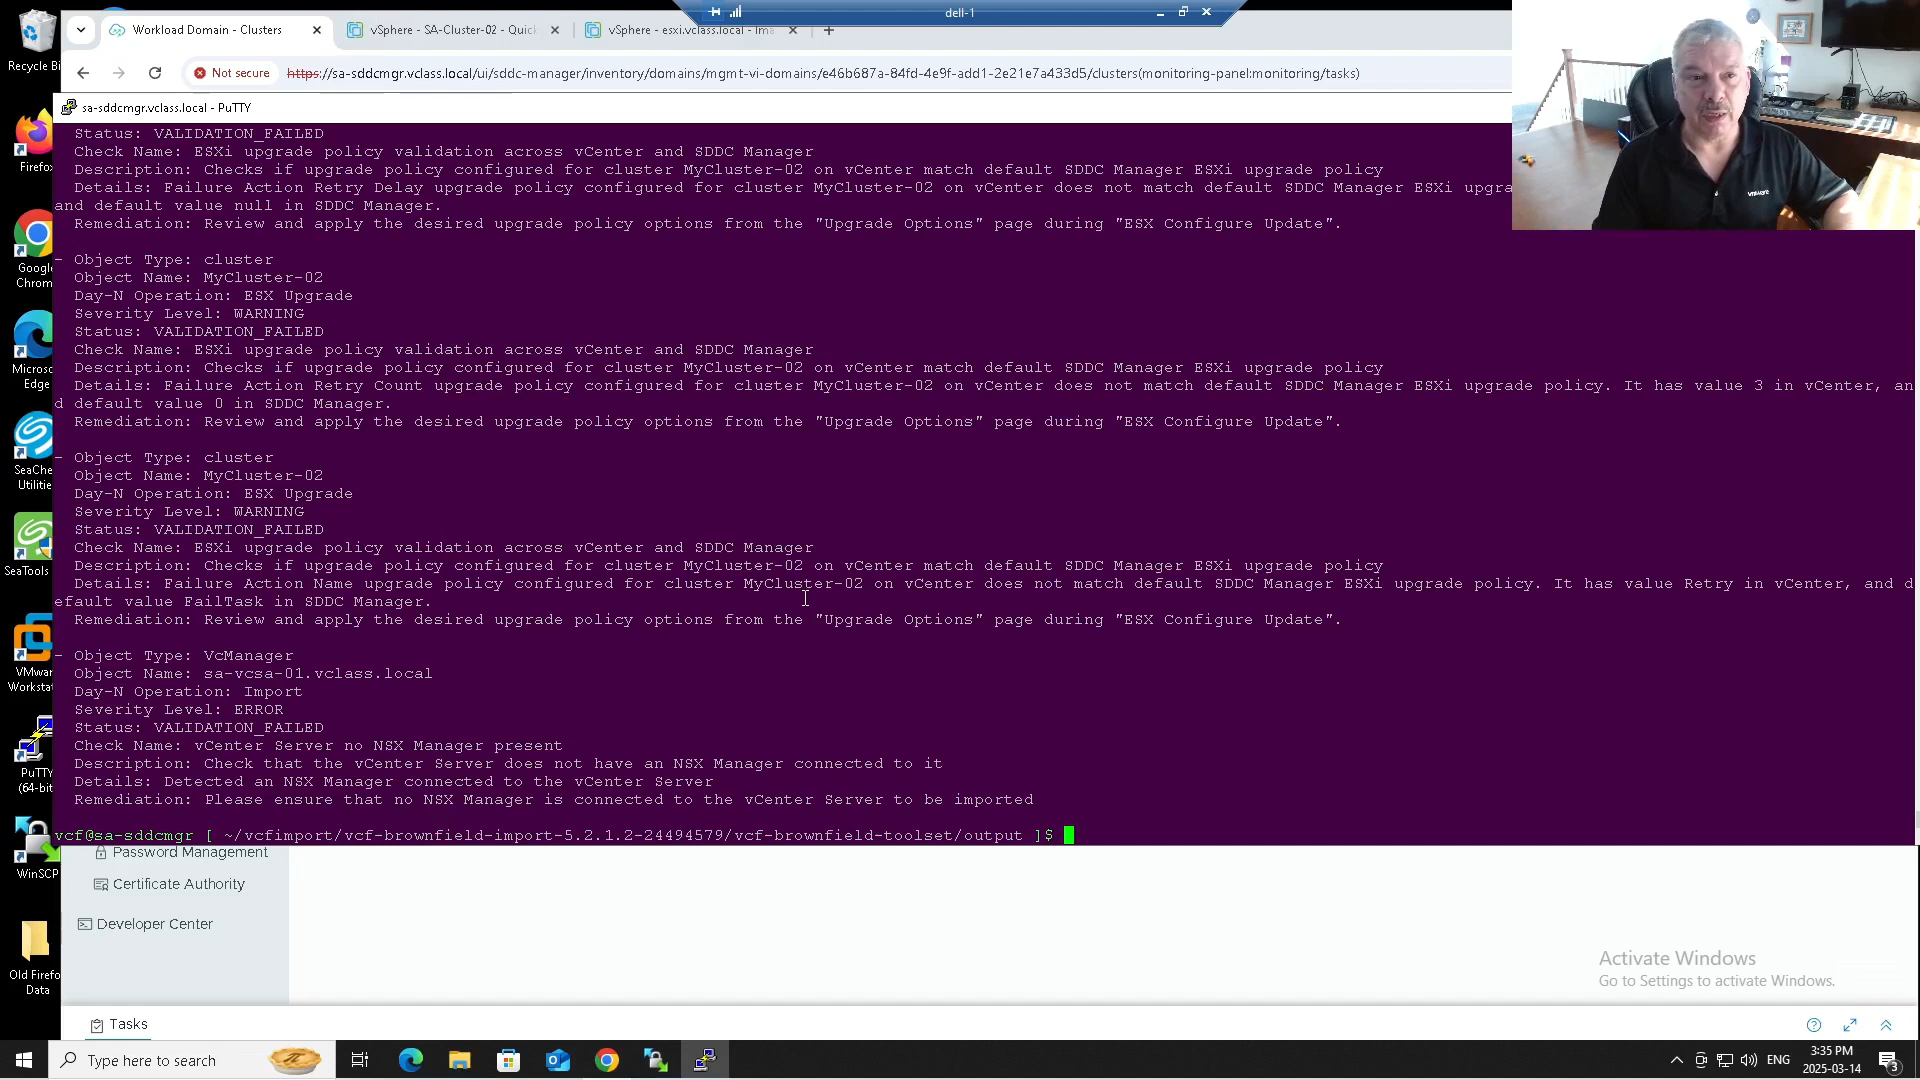 dell-1
Recycle Bi
Workload Domain - Clusters
vSphere - SA-Cluster-02 - Quick
vSphere - esxi.vclass.local - Ima
Not secure
https://sa-sddcmgr.vclass.local/ui/sddc-manager/inventory/domains/mgmt-vi-domains/e46b687a-84fd-4e9f-add1-2e21e7a433d5/clusters(monitoring-panel:monitoring/tasks)
sa-sddcmgr.vclass.local - PuTTY
Status: VALIDATION_FAILED
Check Name: ESXi upgrade policy validation across vCenter and SDDC Manager
Description: Checks if upgrade policy configured for cluster MyCluster-02 on vCenter match default SDDC Manager ESXi upgrade policy
Details: Failure Action Retry Delay upgrade policy configured for cluster MyCluster-02 on vCenter does not match default SDDC Manager ESXi upgra
and default value null in SDDC Manager.
Remediation: Review and apply the desired upgrade policy options from the "Upgrade Options" page during "ESX Configure Update".
- Object Type: cluster
Object Name: MyCluster-02
Day-N Operation: ESX Upgrade
Severity Level: WARNING
Status: VALIDATION_FAILED
Check Name: ESXi upgrade policy validation across vCenter and SDDC Manager
Description: Checks if upgrade policy configured for cluster MyCluster-02 on vCenter match default SDDC Manager ESXi upgrade policy
Details: Failure Action Retry Count upgrade policy configured for cluster MyCluster-02 on vCenter does not match default SDDC Manager ESXi upgrade policy. It has value 3 in vCenter, an
d default value 0 in SDDC Manager.
Remediation: Review and apply the desired upgrade policy options from the "Upgrade Options" page during "ESX Configure Update".
- Object Type: cluster
Object Name: MyCluster-02
Day-N Operation: ESX Upgrade
Severity Level: WARNING
Status: VALIDATION_FAILED
Check Name: ESXi upgrade policy validation across vCenter and SDDC Manager
Description: Checks if upgrade policy configured for cluster MyCluster-02 on vCenter match default SDDC Manager ESXi upgrade policy
Details: Failure Action Name upgrade policy configured for cluster MyCluster-02 on vCenter does not match default SDDC Manager ESXi upgrade policy. It has value Retry in vCenter, and d
efault value FailTask in SDDC Manager.
Remediation: Review and apply the desired upgrade policy options from the "Upgrade Options" page during "ESX Configure Update".
- Object Type: VcManager
Object Name: sa-vcsa-01.vclass.local
Day-N Operation: Import
Severity Level: ERROR
Status: VALIDATION_FAILED
Check Name: vCenter Server no NSX Manager present
Description: Check that the vCenter Server does not have an NSX Manager connected to it
Details: Detected an NSX Manager connected to the vCenter Server
Remediation: Please ensure that no NSX Manager is connected to the vCenter Server to be imported
vcf@sa-sddcmgr [ ~/vcfimport/vcf-brownfield-import-5.2.1.2-24494579/vcf-brownfield-toolset/output ]$
Firefo
Google
Chrom
Microso
Edge
SeaChe
Utilitie
SeaTools
VMwar
Workstat
PuTTY
(64-bit
WinSCP
Old Firefo
Data
Password Management
Certificate Authority
Developer Center
Activate Windows
Go to Settings to activate Windows.
Tasks
Type here to search
ENG
3:35 PM
2025-03-14
3
vmware